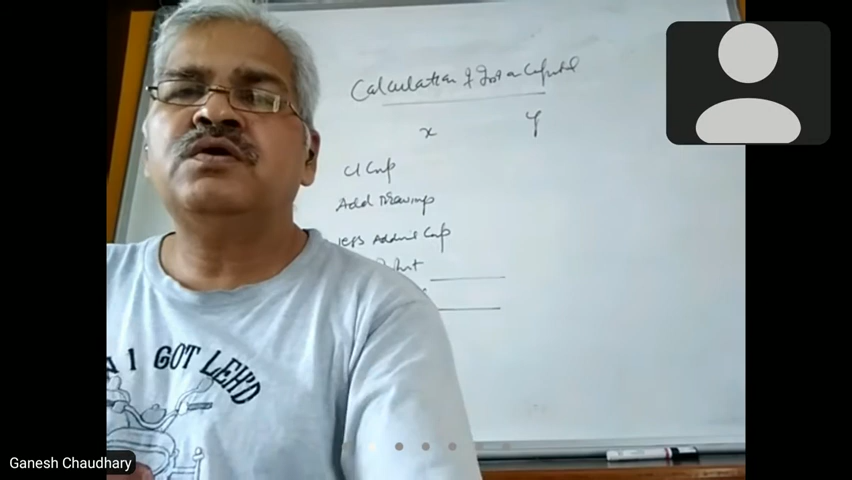 Calculation of Int on Capital
x Y
Cl Cap
Add Drawings
less Addnl Cap
I GOT LEH'D
Ganesh Chaudhary